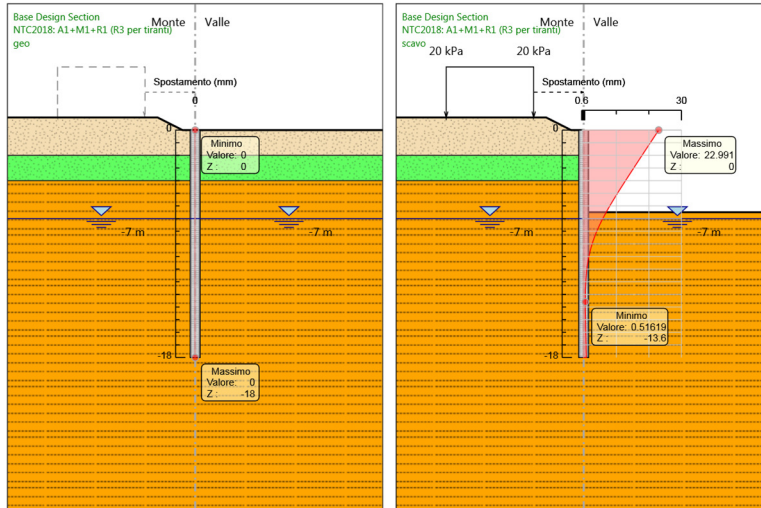 Base Design Section
NTC2018: A1+M1+R1 (R3 per tiranti)
geo
Monte Valle
Spostamento (mm)
0
0
Minimo
Valore: 0
Z : 0
-7 m
-7 m
-18
Massimo
Valore: 0
Z : -18
Base Design Section
NTC2018: A1+M1+R1 (R3 per tiranti)
scavo
Monte Valle
20 kPa 20 kPa
Spostamento (mm)
0.6 30
0
Massimo
Valore: 22.991
Z : 0
-7 m
-7 m
Minimo
Valore: 0.51619
Z : -13.6
-18